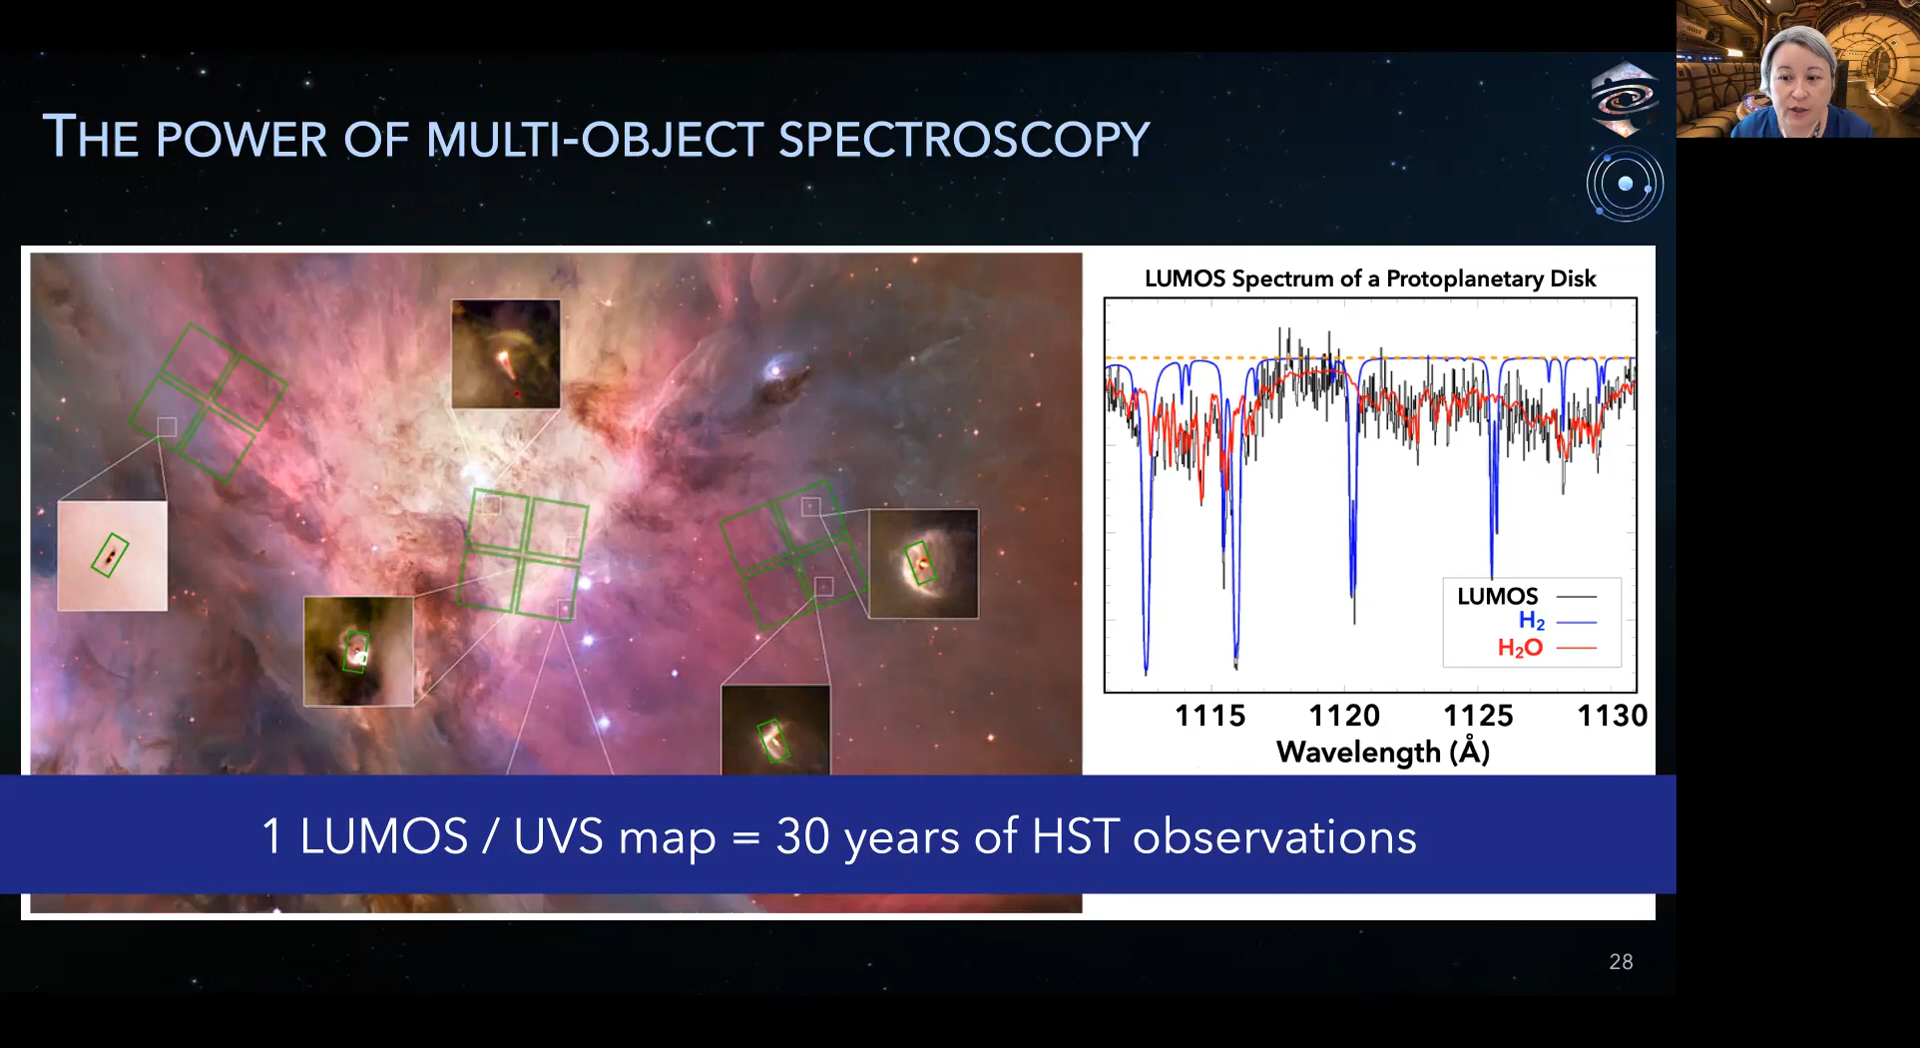 THE POWER OF MULTI-OBJECT SPECTROSCOPY
LUMOS Spectrum of a Protoplanetary Disk
LUMOS
H₂
H₂O
1115 1120 1125 1130
Wavelength (Å)
1 LUMOS / UVS map = 30 years of HST observations
28